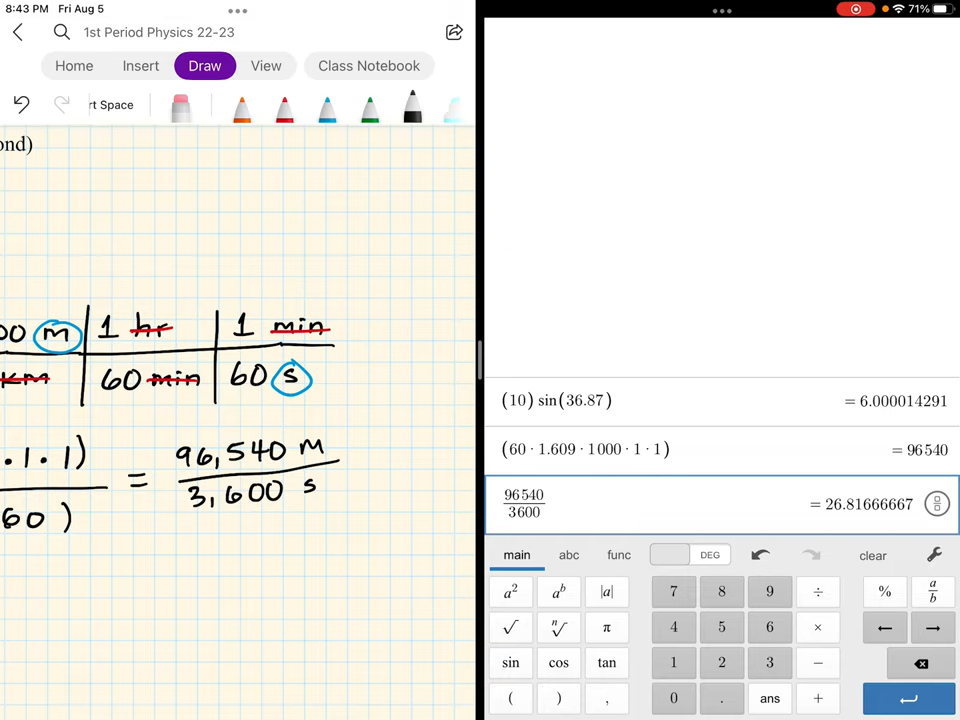 8:43 PM Fri Aug 5
71%
1st Period Physics 22-23
Home Insert Draw View Class Notebook
rt Space
ond)
00 m | 1 hr | 1 min
km | 60 min | 60 s
· 1 · 1) = 96,540 m
60 ) 3,600 s
(10) sin(36.87) = 6.000014291
(60 · 1.609 · 1000 · 1 · 1) = 96540
96540
3600
= 26.81666667
main abc func DEG clear
a² a^b |a| 7 8 9 ÷ % a/b
√ ⁿ√ π 4 5 6 × ← →
sin cos tan 1 2 3 −
( ) , 0 . ans +